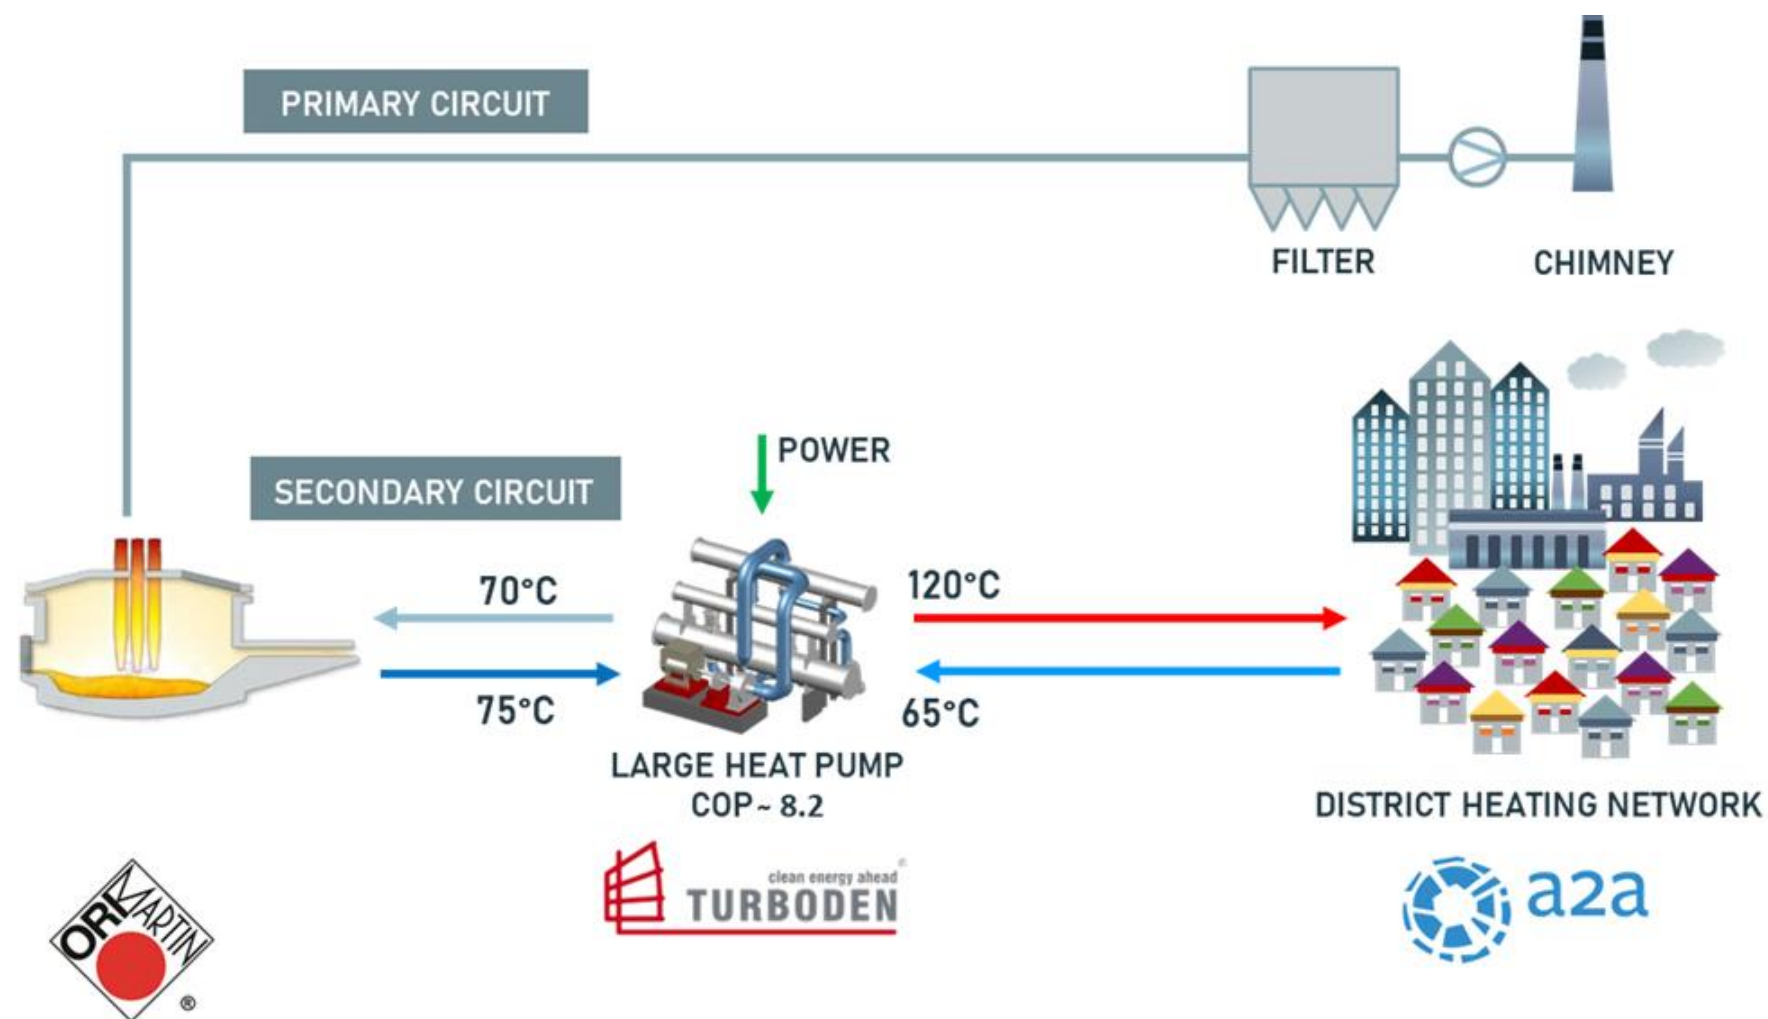 PRIMARY CIRCUIT
FILTER
CHIMNEY
POWER
SECONDARY CIRCUIT
70°C
120°C
75°C
65°C
LARGE HEAT PUMP
COP~ 8.2
DISTRICT HEATING NETWORK
ORI MARTIN
®
clean energy ahead®
TURBODEN
a2a